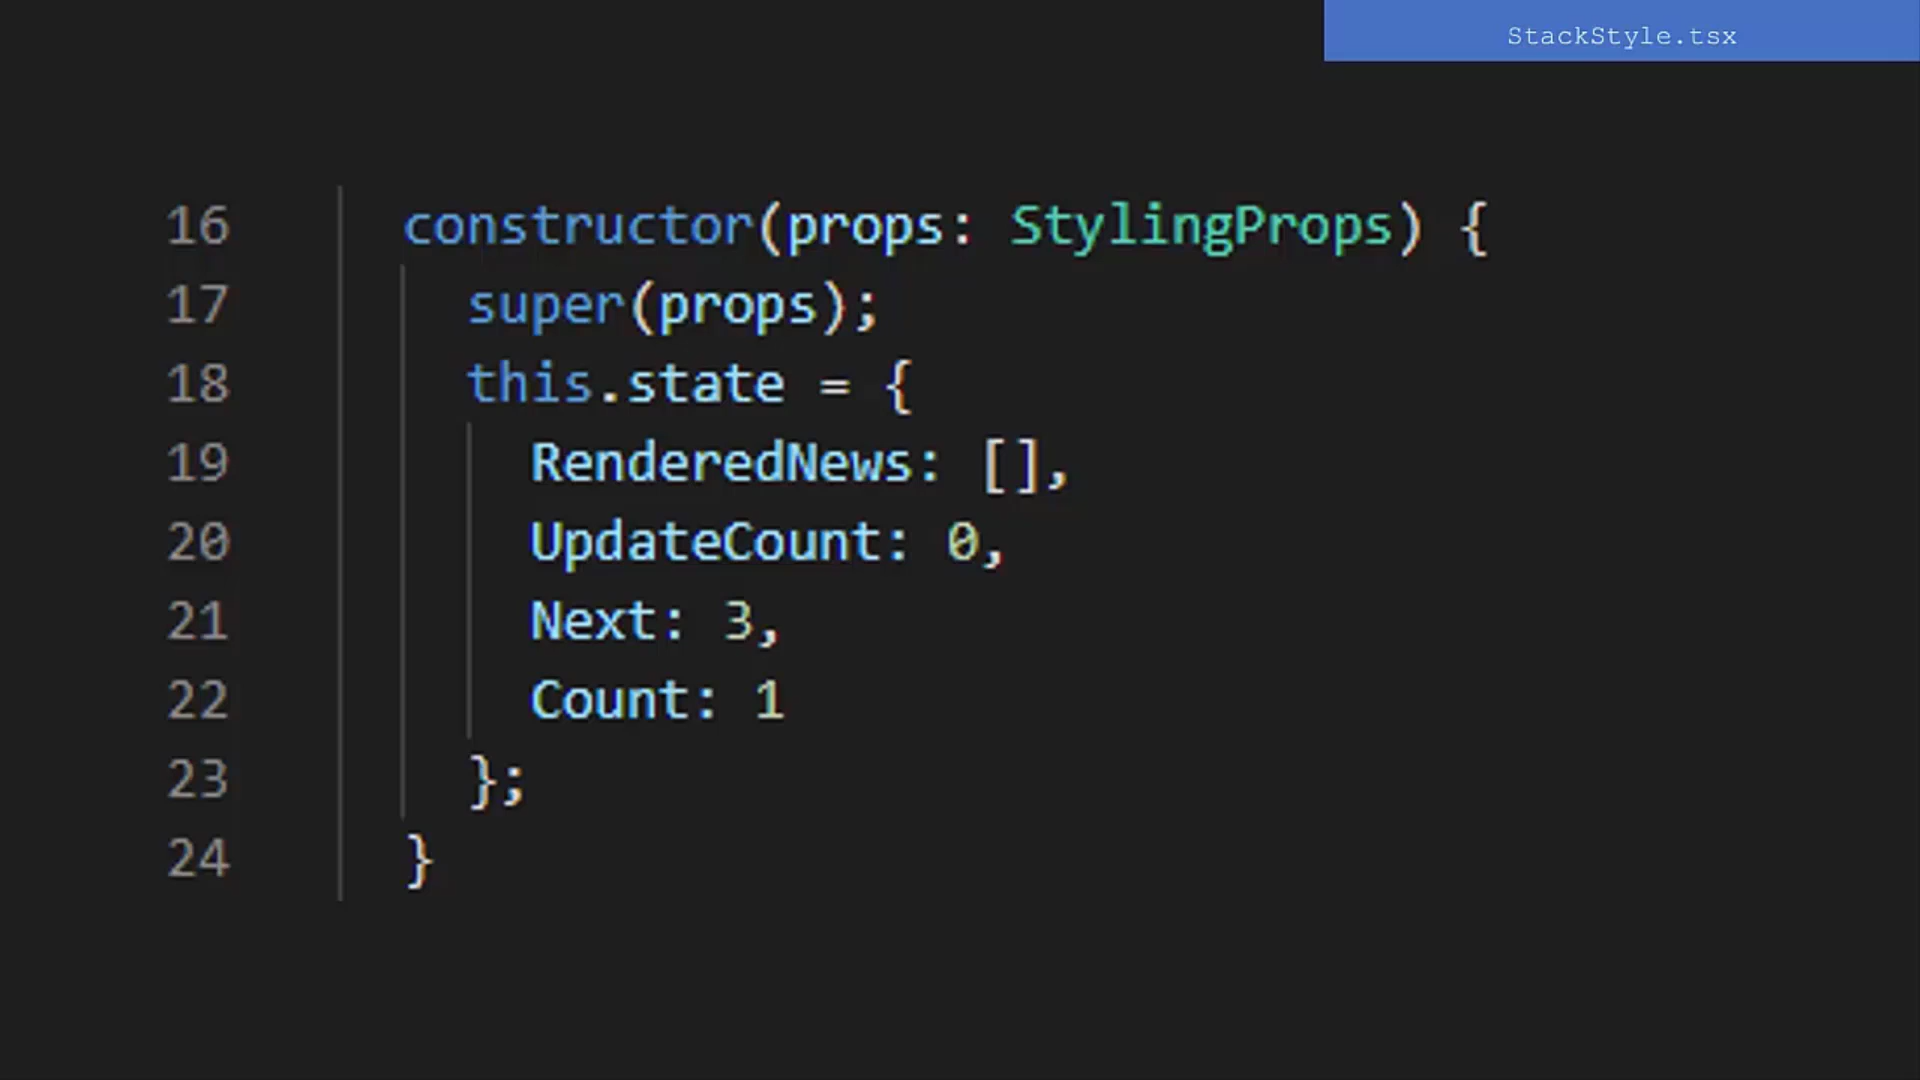 StackStyle.tsx
16 constructor(props: StylingProps) {
17 super(props);
18 this.state = {
19 RenderedNews: [],
20 UpdateCount: 0,
21 Next: 3,
22 Count: 1
23 };
24 }